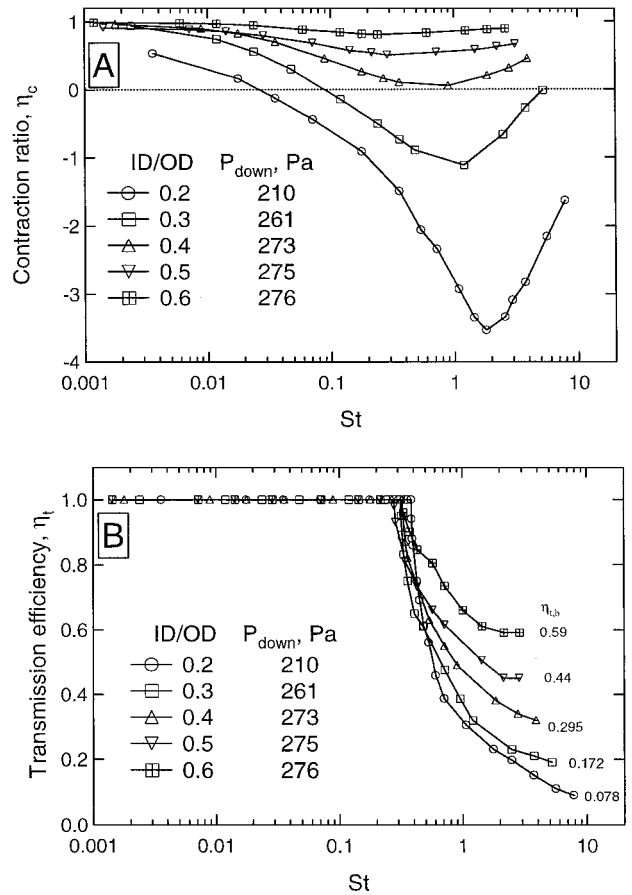 1
A
0
-1
-2
-3
-4
Contraction ratio, ηc
ID/OD Pdown, Pa
0.2 210
0.3 261
0.4 273
0.5 275
0.6 276
0.001 0.01 0.1 1 10
St
1.0
B
0.8
0.6
0.4
0.2
0.0
Transmission efficiency, ηt
ID/OD Pdown, Pa
0.2 210
0.3 261
0.4 273
0.5 275
0.6 276
ηt,b
0.59
0.44
0.295
0.172
0.078
0.001 0.01 0.1 1 10
St